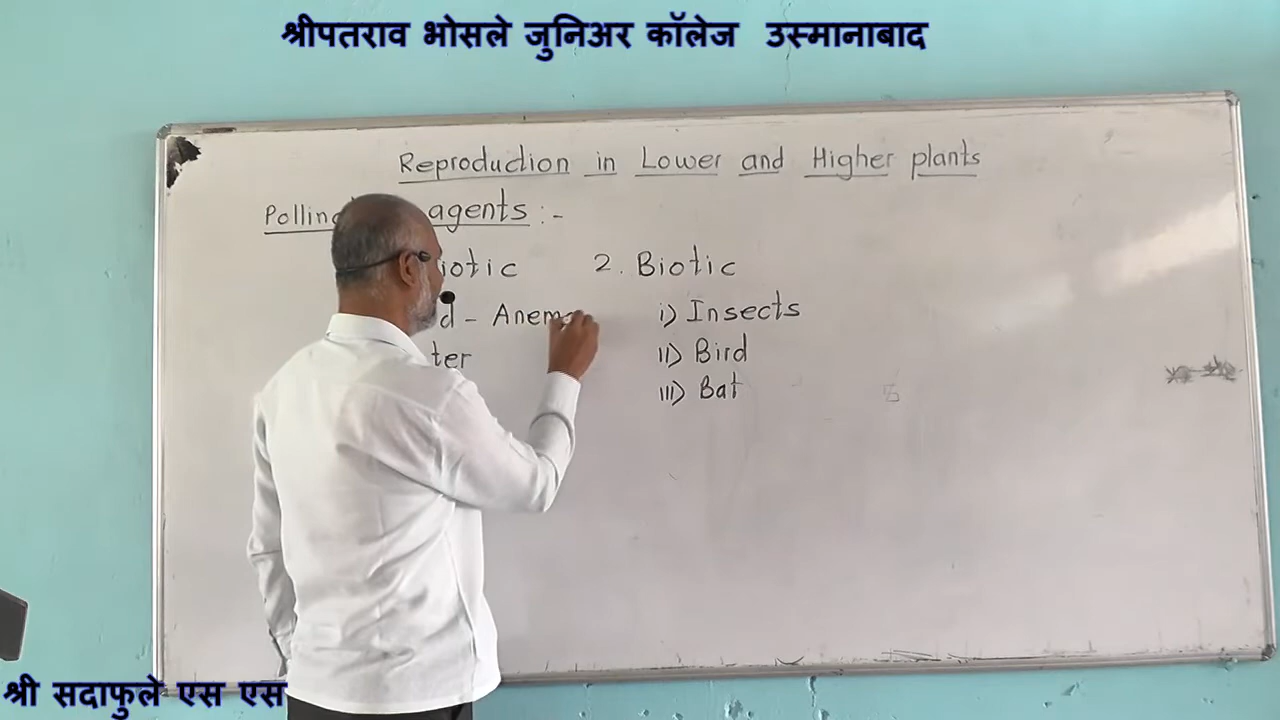 श्रीपतराव भोसले जुनिअर कॉलेज उस्मानाबाद
Reproduction in Lower and Higher plants
agents :-
2. Biotic
- Anem
i) Insects
ii) Bird
iii) Bat
श्री सदाफुले एस एस